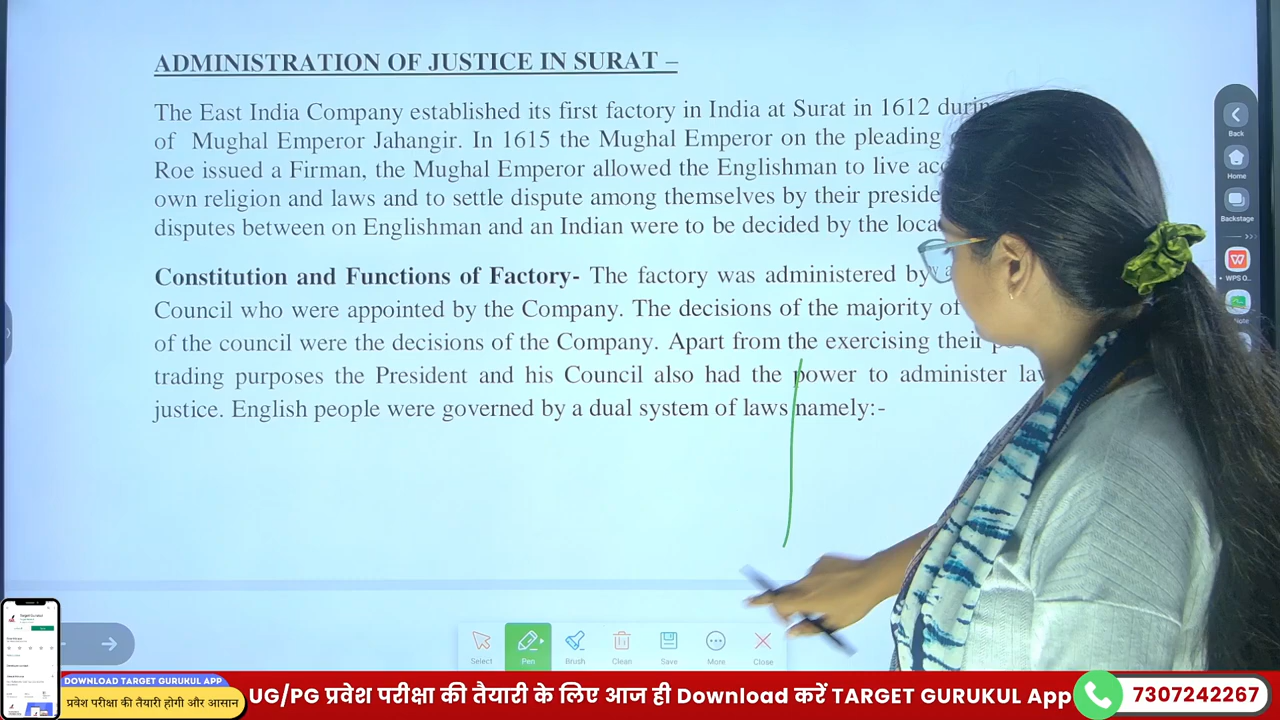 ADMINISTRATION OF JUSTICE IN SURAT –
The East India Company established its first factory in India at Surat in 1612
of Mughal Emperor Jahangir. In 1615 the Mughal Emperor on the pleading
Roe issued a Firman, the Mughal Emperor allowed the Englishman to live
own religion and laws and to settle dispute among themselves by their
disputes between on Englishman and an Indian were to be decided by the
Constitution and Functions of Factory- The factory was administered by
Council who were appointed by the Company. The decisions of the majority of
of the council were the decisions of the Company. Apart from the exercising their
trading purposes the President and his Council also had the power to administer
justice. English people were governed by a dual system of laws namely:-
Back
Home
Backstage
WPS O...
Select
Pen
Brush
Clean
Save
More
Close
DOWNLOAD TARGET GURUKUL APP
प्रवेश परीक्षा की तैयारी होगी और आसान
UG/PG प्रवेश परीक्षा की तैयारी के लिए आज ही Download करें TARGET GURUKUL App
7307242267